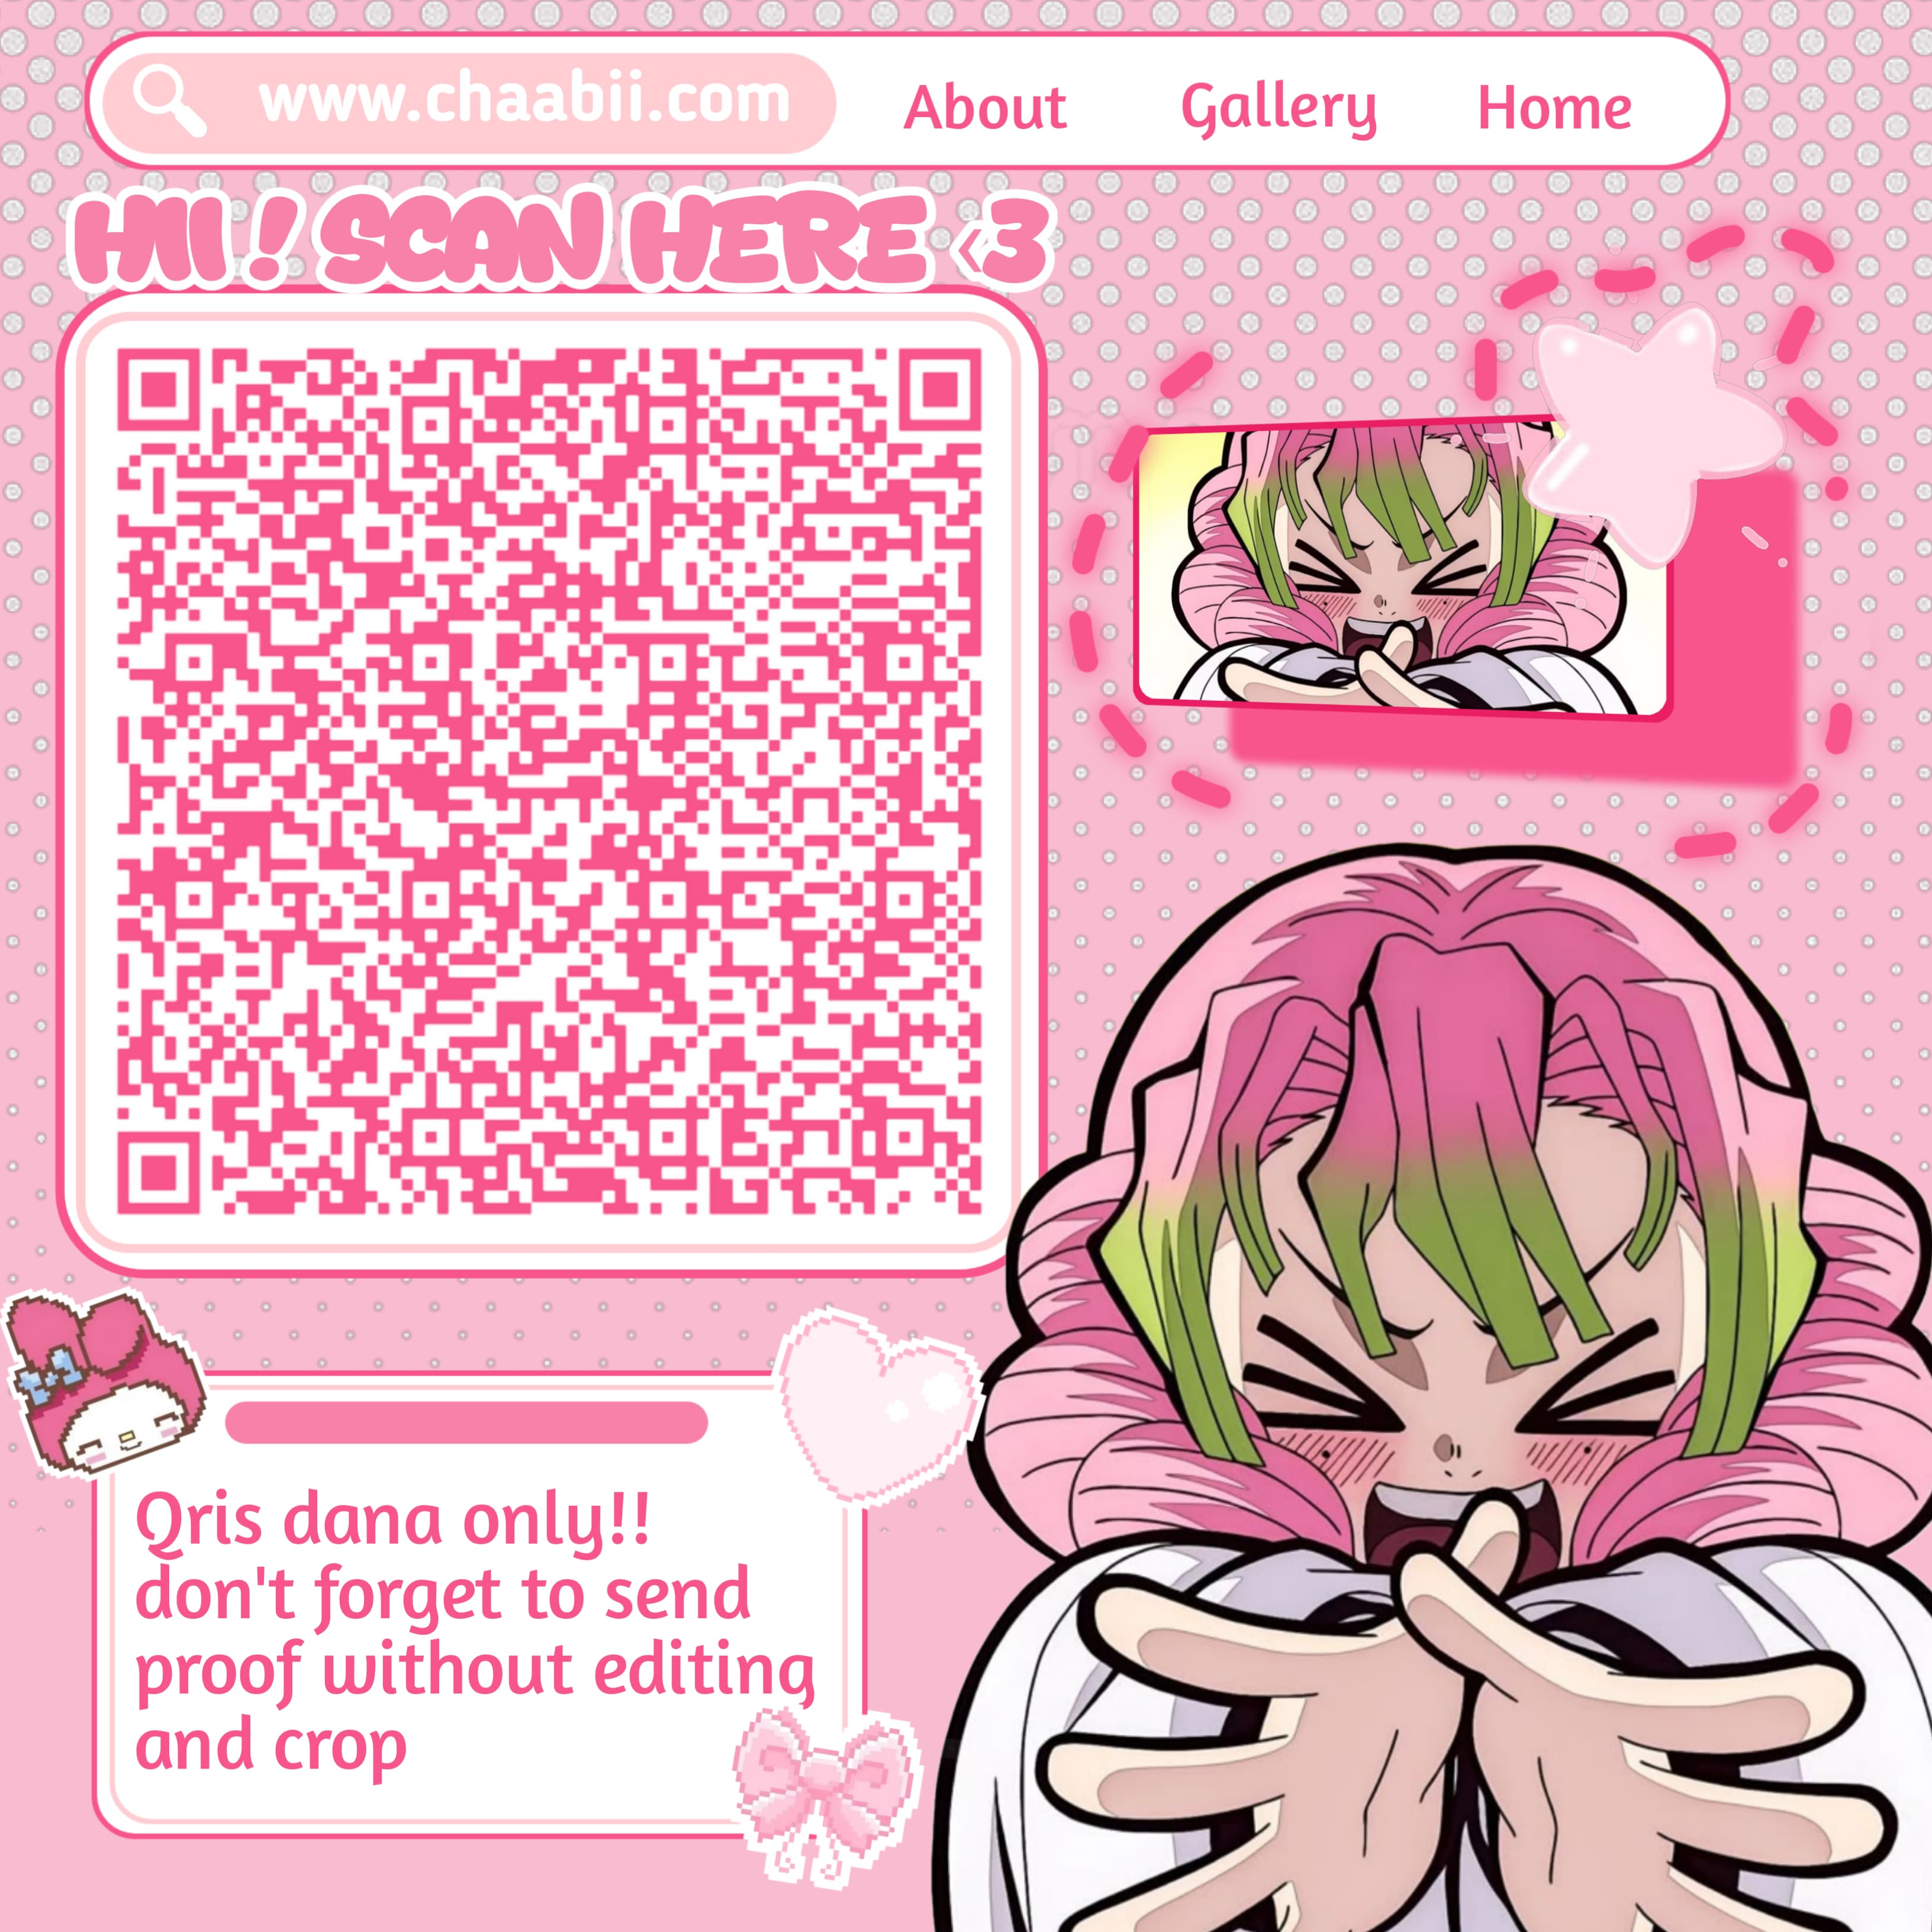 www.chaabii.com About Gallery Home
HII! SCAN HERE <3
Qris dana only!!
don't forget to send
proof without editing
and crop